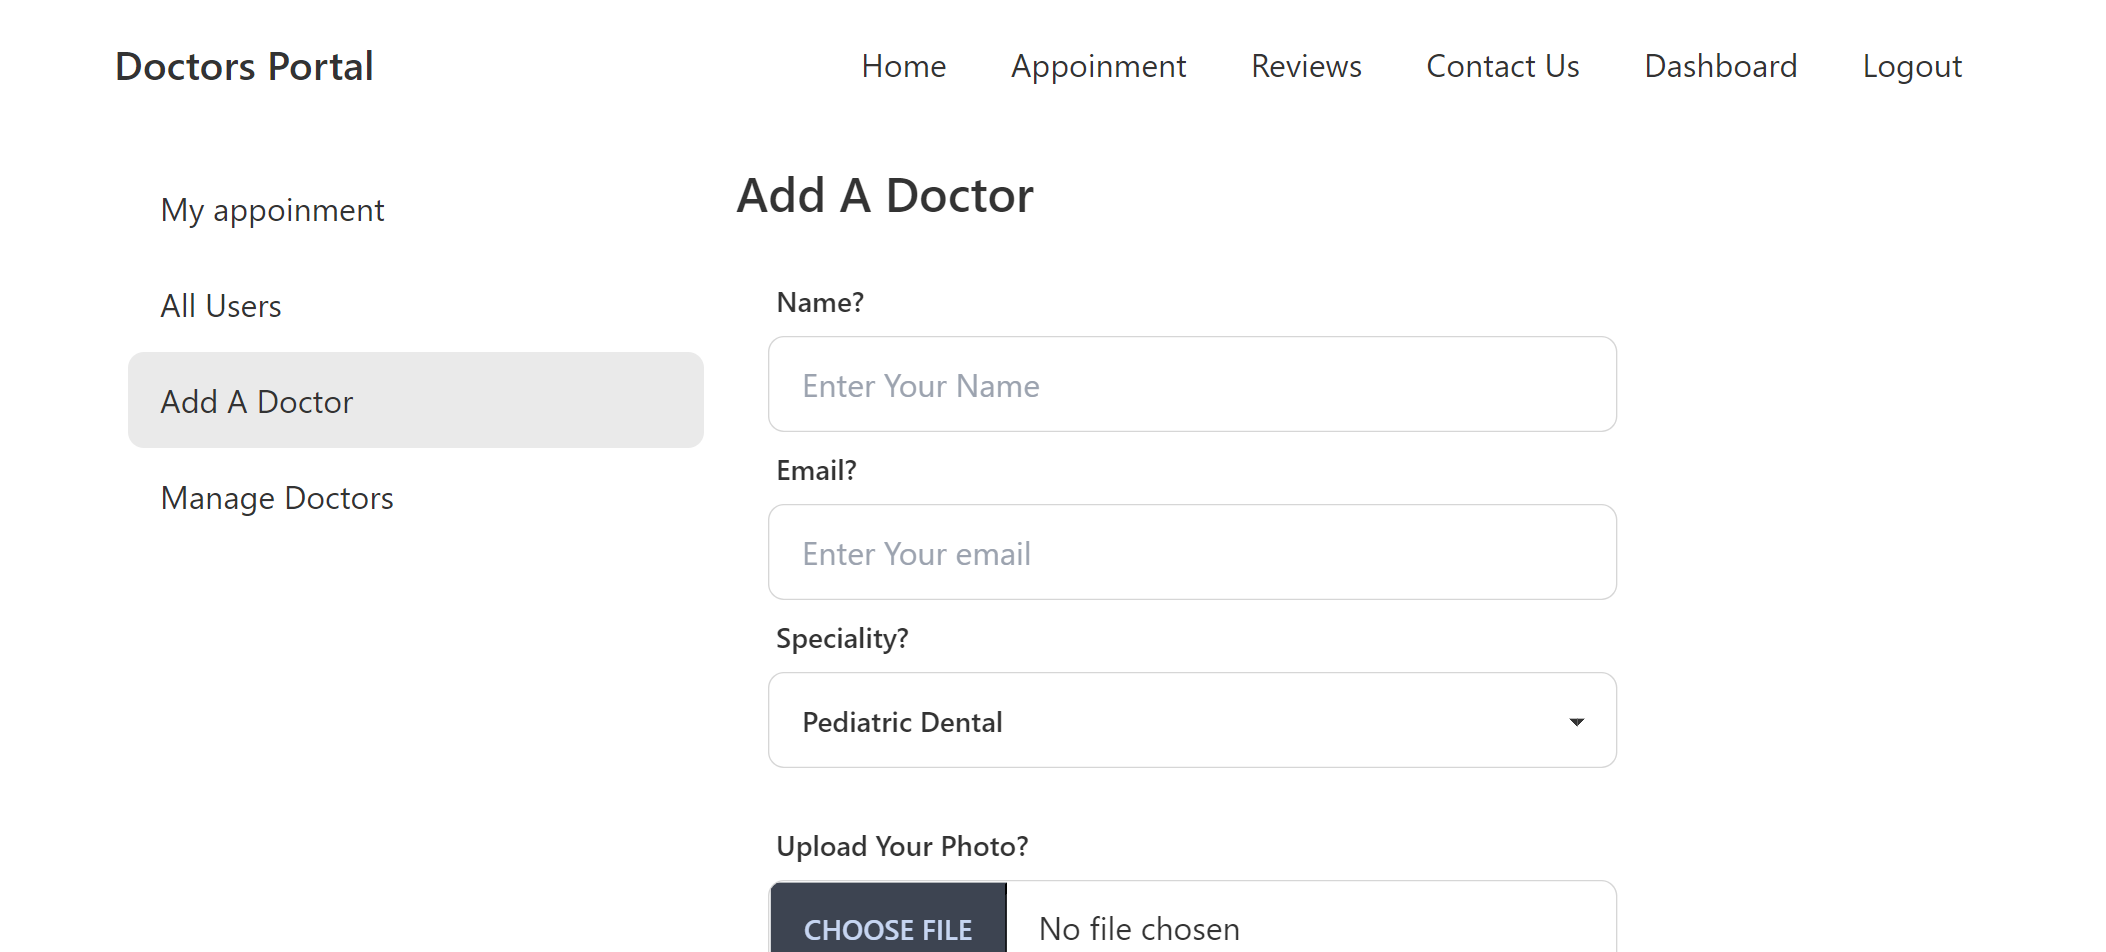 Doctors Portal
Home Appoinment Reviews Contact Us Dashboard Logout
My appoinment
All Users
Add A Doctor
Manage Doctors
Add A Doctor
Name?
Enter Your Name
Email?
Enter Your email
Speciality?
Pediatric Dental
Upload Your Photo?
CHOOSE FILE No file chosen